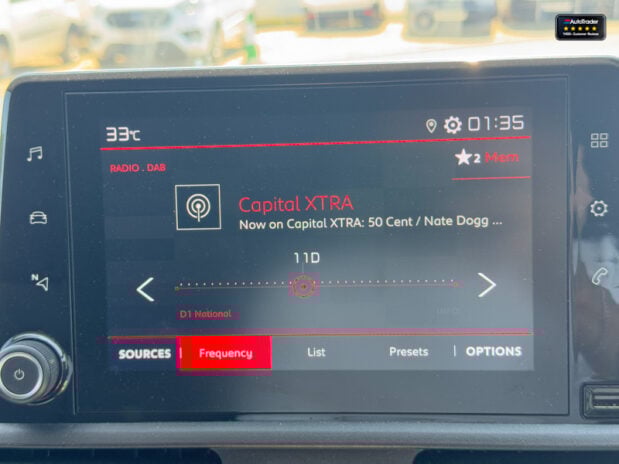 AutoTrader
33°C
01:35
RADIO . DAB
2 Mem
Capital XTRA
Now on Capital XTRA: 50 Cent / Nate Dogg ...
11D
D1 National
N
SOURCES
Frequency
List
Presets
OPTIONS